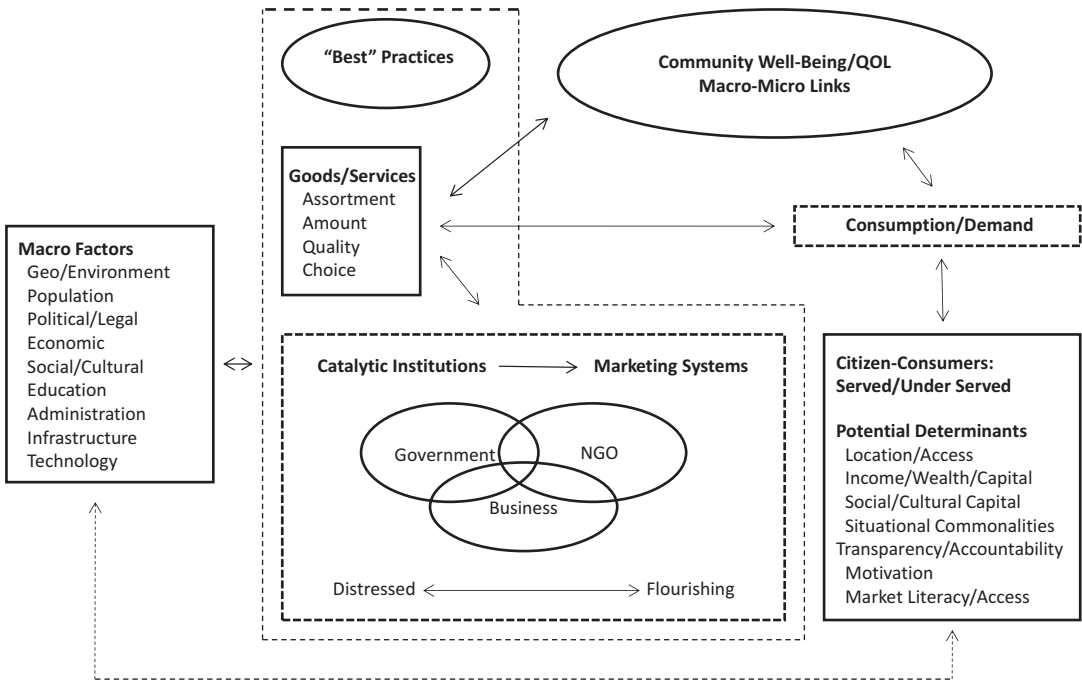 “Best” Practices
Community Well-Being/QOL
Macro-Micro Links
Goods/Services
Assortment
Amount
Quality
Choice
Consumption/Demand
Macro Factors
Geo/Environment
Population
Political/Legal
Economic
Social/Cultural
Education
Administration
Infrastructure
Technology
Catalytic Institutions
Marketing Systems
Government
NGO
Business
Distressed
Flourishing
Citizen-Consumers:
Served/Under Served
Potential Determinants
Location/Access
Income/Wealth/Capital
Social/Cultural Capital
Situational Commonalities
Transparency/Accountability
Motivation
Market Literacy/Access